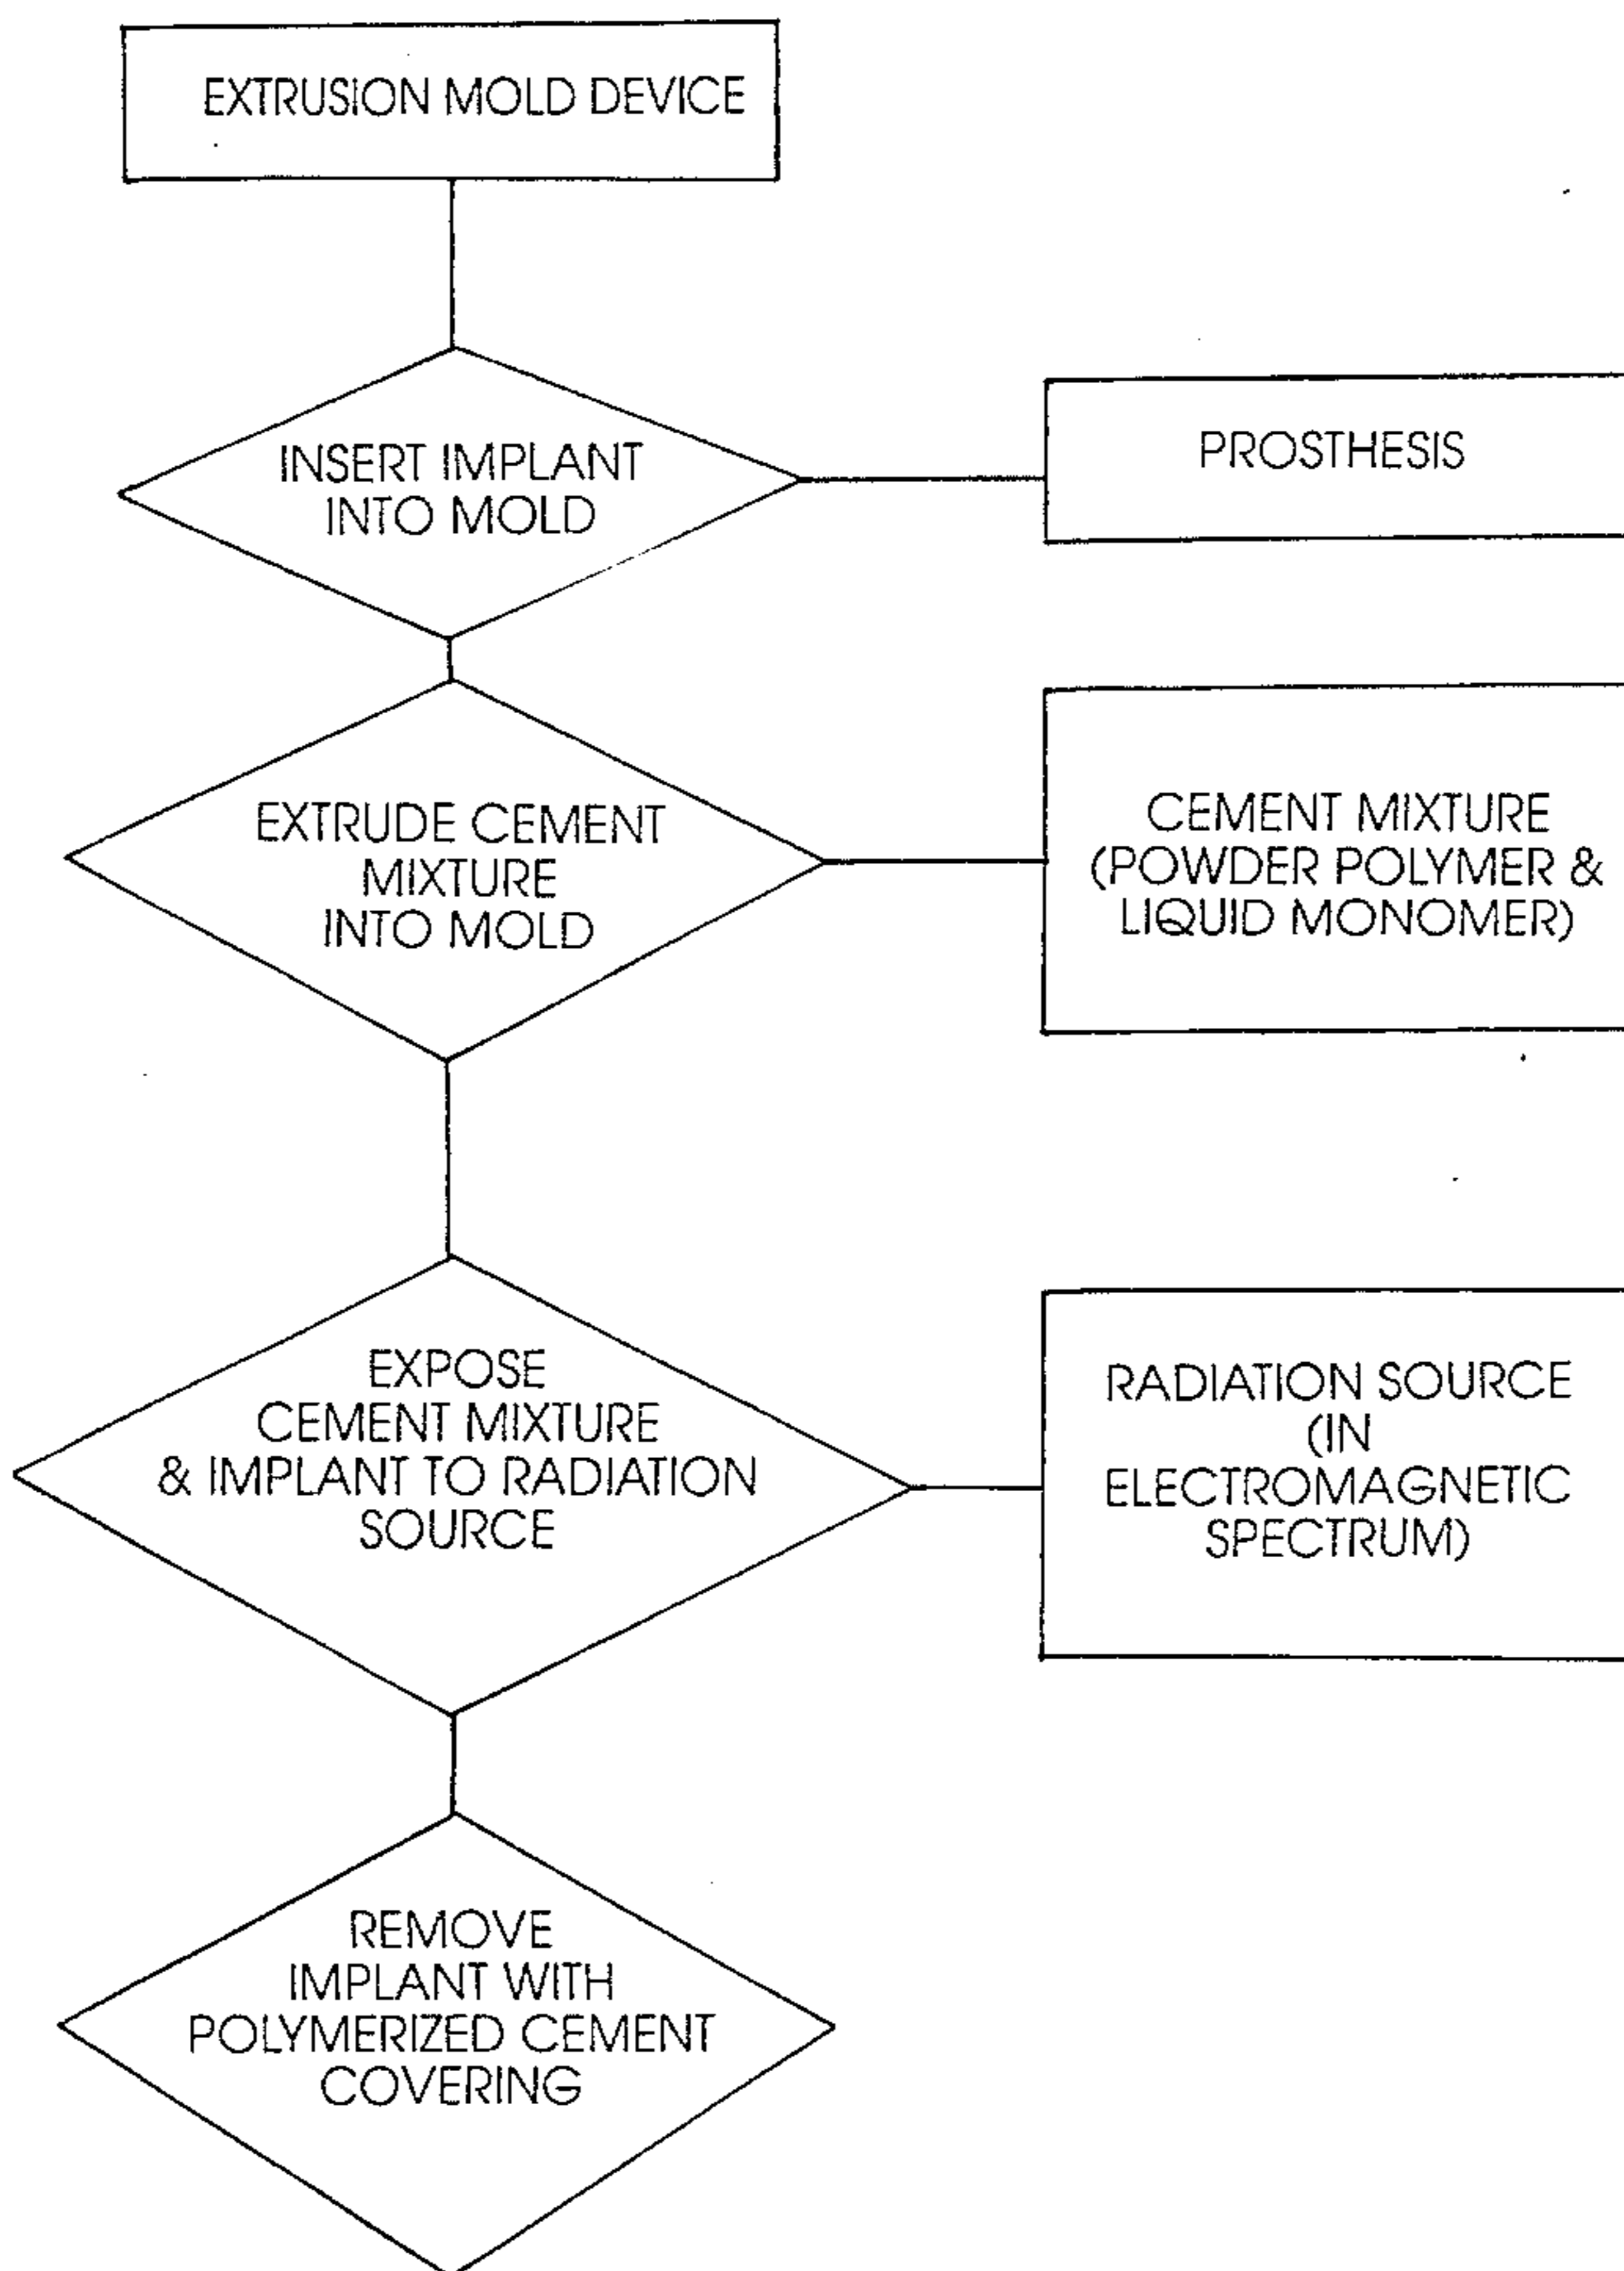 EXTRUSION MOLD DEVICE
INSERT IMPLANT
INTO MOLD
PROSTHESIS
EXTRUDE CEMENT
MIXTURE
INTO MOLD
CEMENT MIXTURE
(POWDER POLYMER &
LIQUID MONOMER)
EXPOSE
CEMENT MIXTURE
& IMPLANT TO RADIATION
SOURCE
RADIATION SOURCE
(IN
ELECTROMAGNETIC
SPECTRUM)
REMOVE
IMPLANT WITH
POLYMERIZED CEMENT
COVERING